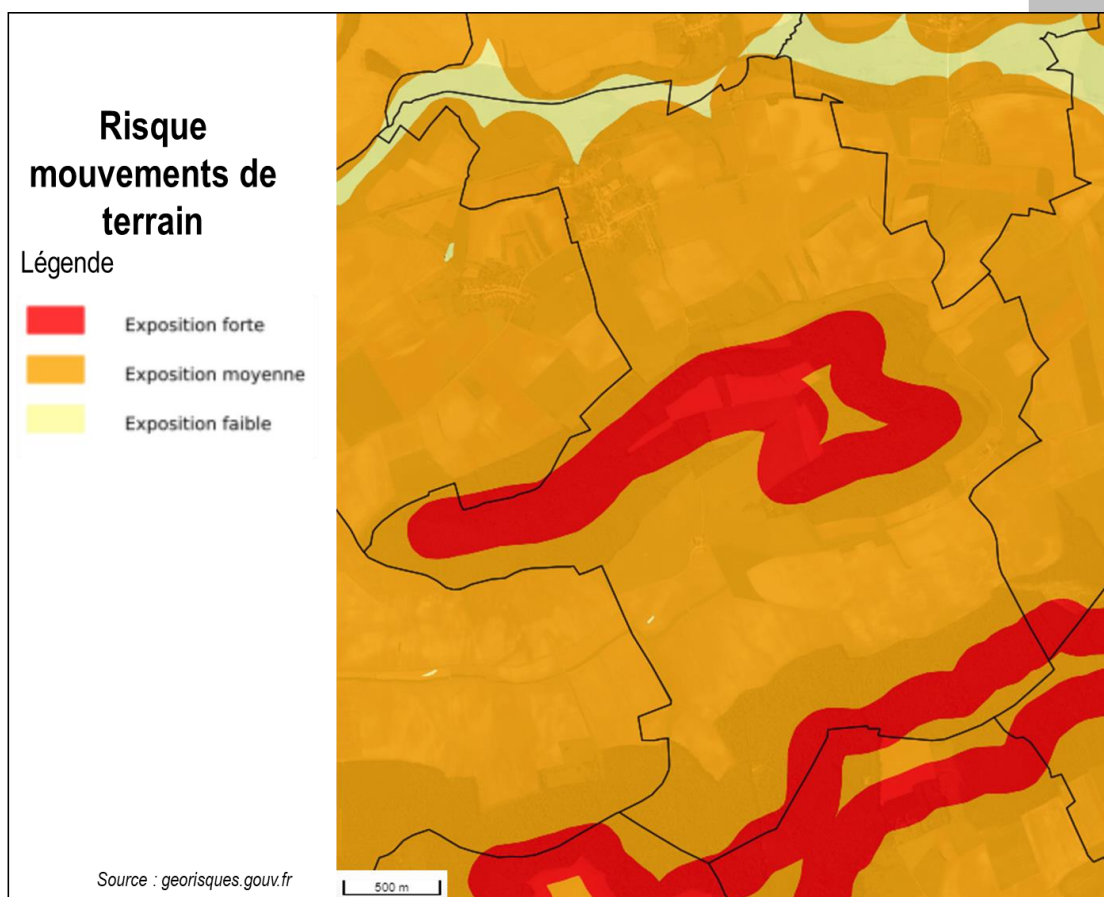 Risque
mouvements de
terrain
Légende
Exposition forte
Exposition moyenne
Exposition faible
Source : georisques.gouv.fr
500 m